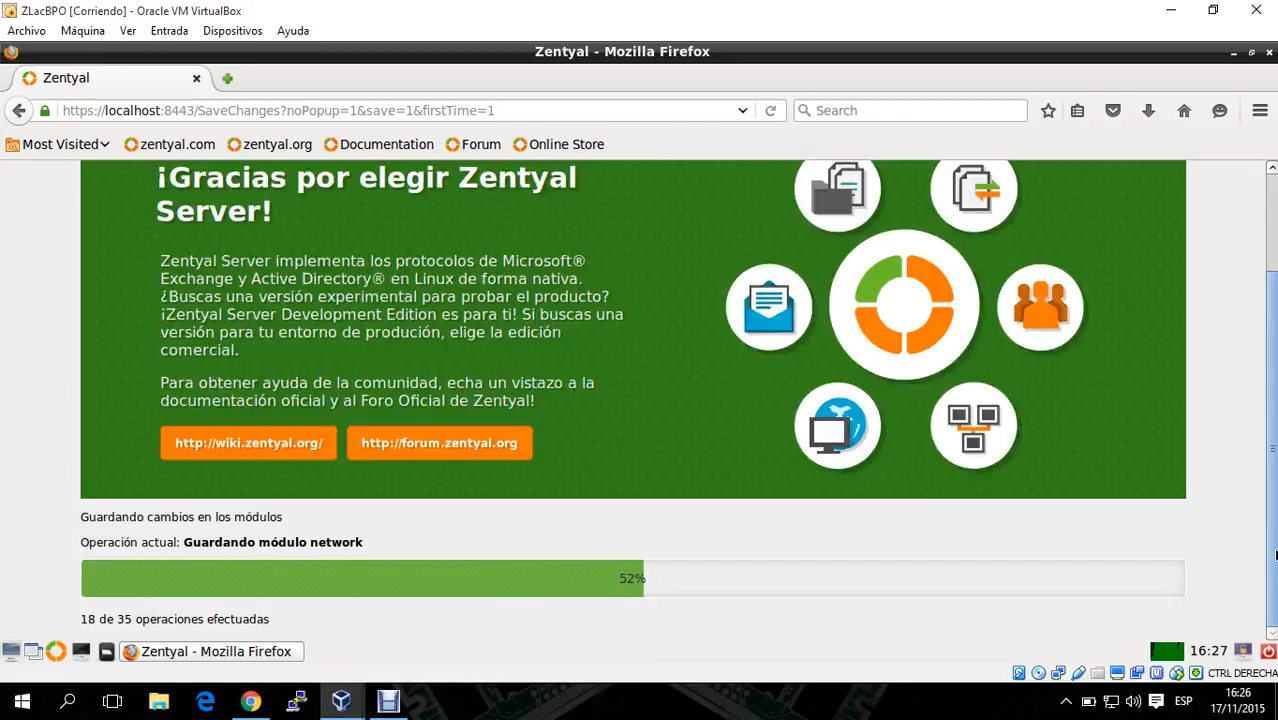 ZLacBPO [Corriendo] - Oracle VM VirtualBox
Archivo Máquina Ver Entrada Dispositivos Ayuda
Zentyal - Mozilla Firefox
Zentyal
https://localhost:8443/SaveChanges?noPopup=1&save=1&firstTime=1
Search
Most Visited zentyal.com zentyal.org Documentation Forum Online Store
¡Gracias por elegir Zentyal
Server!
Zentyal Server implementa los protocolos de Microsoft®
Exchange y Active Directory® en Linux de forma nativa.
¿Buscas una versión experimental para probar el producto?
¡Zentyal Server Development Edition es para ti! Si buscas una
versión para tu entorno de produción, elige la edición
comercial.
Para obtener ayuda de la comunidad, echa un vistazo a la
documentación oficial y al Foro Oficial de Zentyal!
http://wiki.zentyal.org/ http://forum.zentyal.org
Guardando cambios en los módulos
Operación actual: Guardando módulo network
52%
18 de 35 operaciones efectuadas
Zentyal - Mozilla Firefox
16:27
CTRL DERECHA
ESP
16:26
17/11/2015